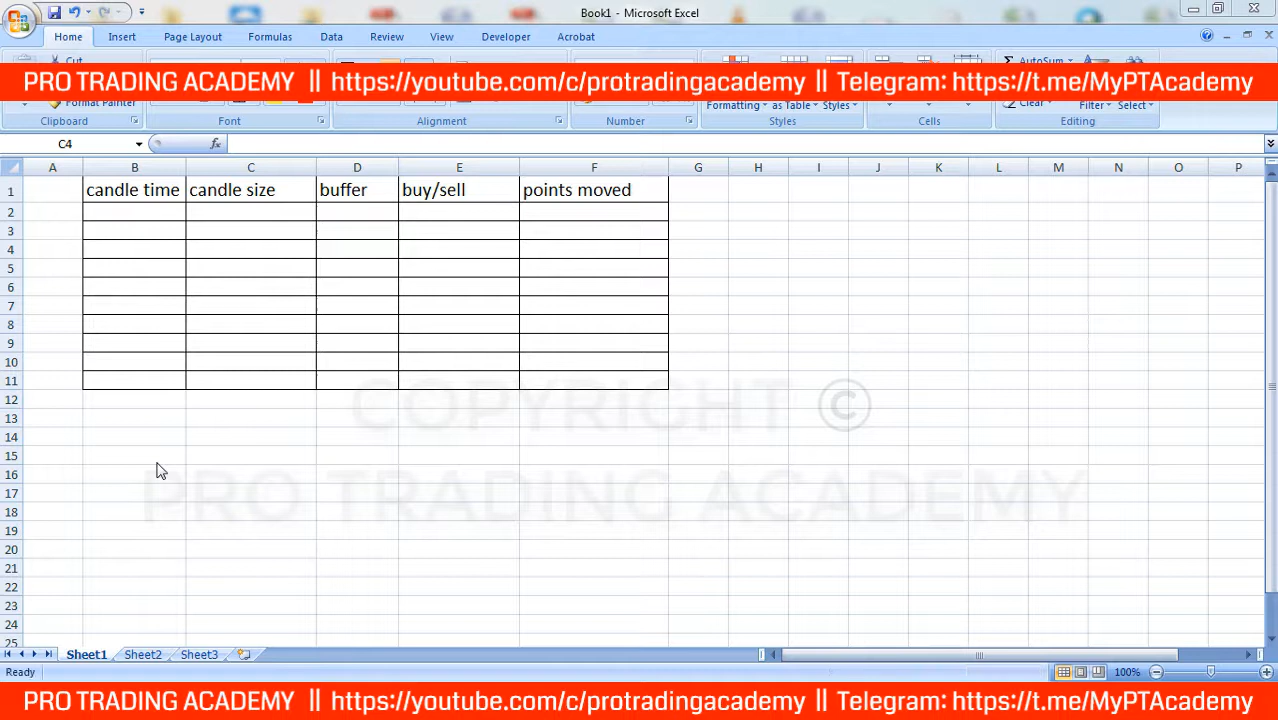 Book1 - Microsoft Excel
Home Insert Page Layout Formulas Data Review View Developer Acrobat
Cut AutoSum
PRO TRADING ACADEMY || https://youtube.com/c/protradingacademy || Telegram: https://t.me/MyPTAcademy
Format Painter Formatting as Table Styles Clear Filter Select
Clipboard Font Alignment Number Styles Cells Editing
C4 fx
A B C D E F G H I J K L M N O P
1 candle time candle size buffer buy/sell points moved
2
3
4
5
6
7
8
9
10
11
12
COPYRIGHT ©
13
14
15
16
17
PRO TRADING ACADEMY
18
19
20
21
22
23
24
25
Sheet1 Sheet2 Sheet3
Ready 100%
PRO TRADING ACADEMY || https://youtube.com/c/protradingacademy || Telegram: https://t.me/MyPTAcademy